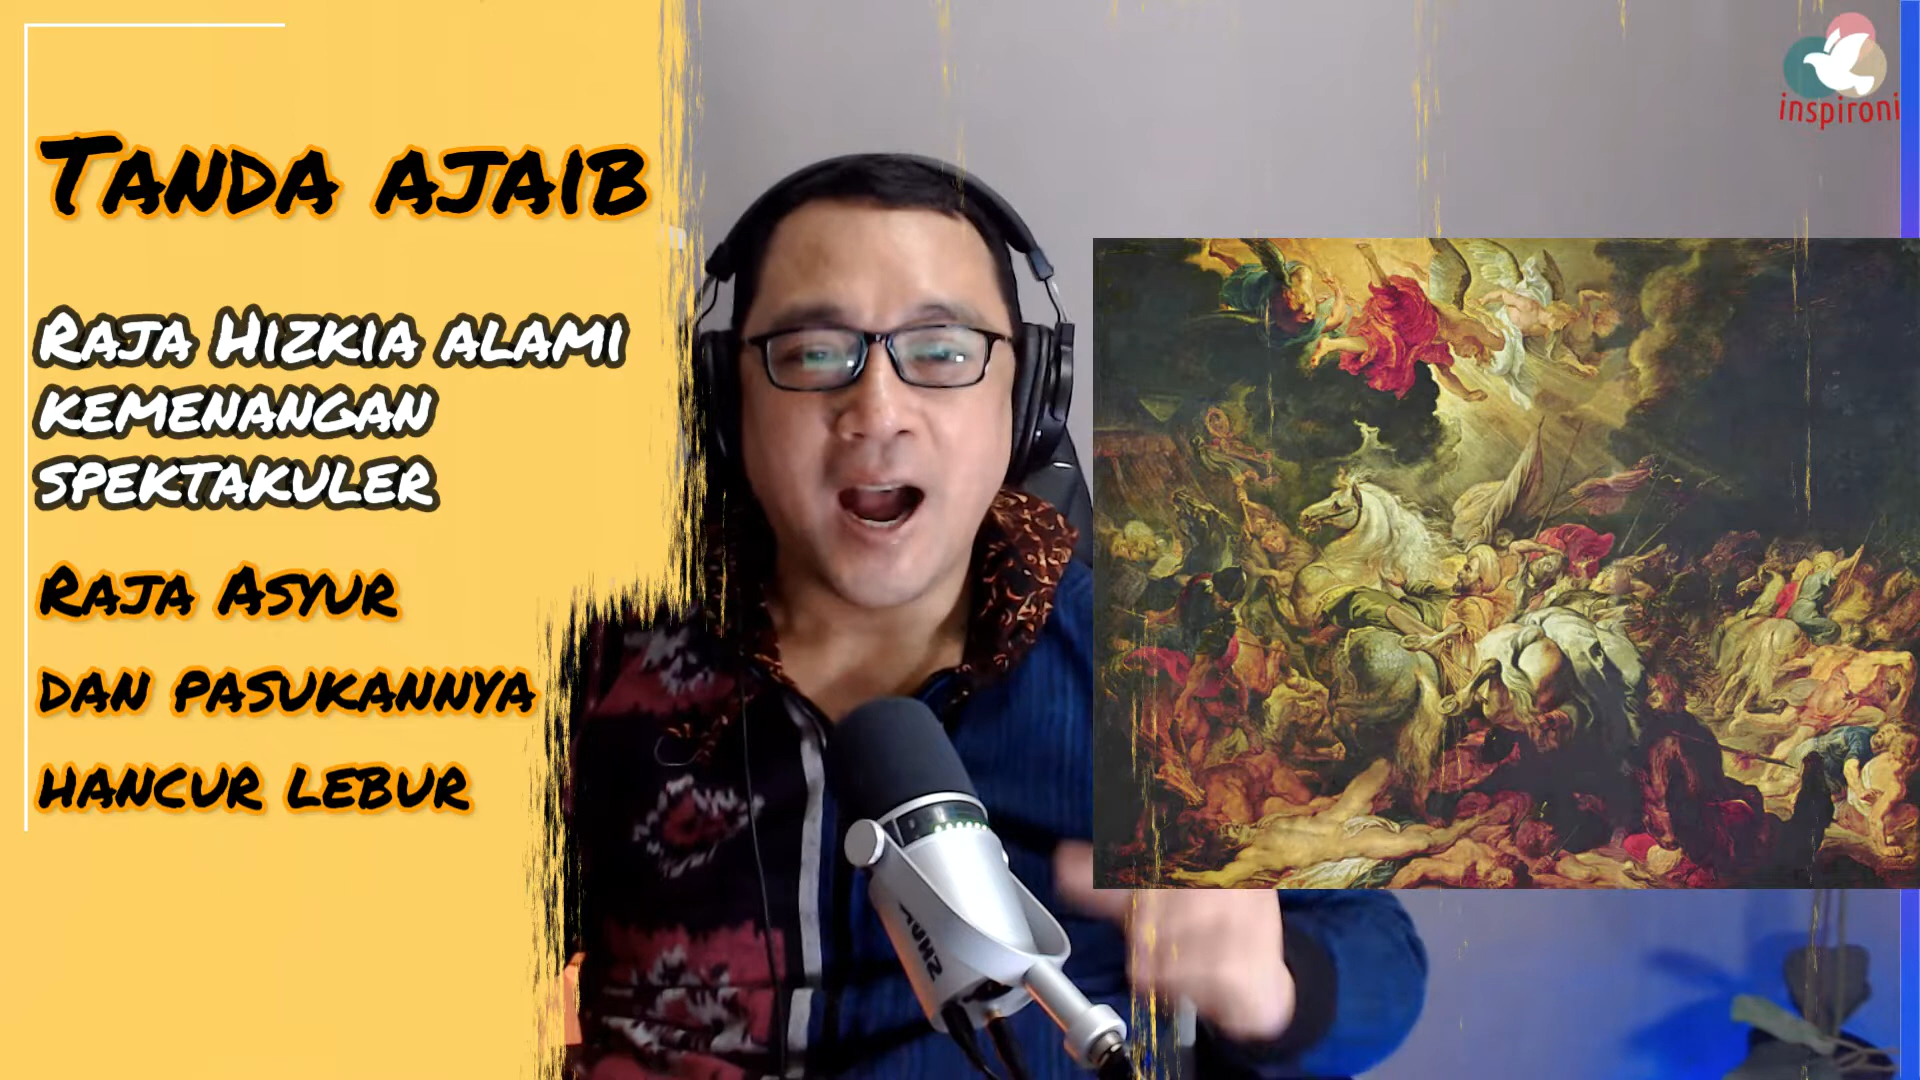 Tanda ajaib
Raja Hizkia alami
kemenangan
spektakuler
Raja Asyur
dan pasukannya
hancur lebur
inspironi